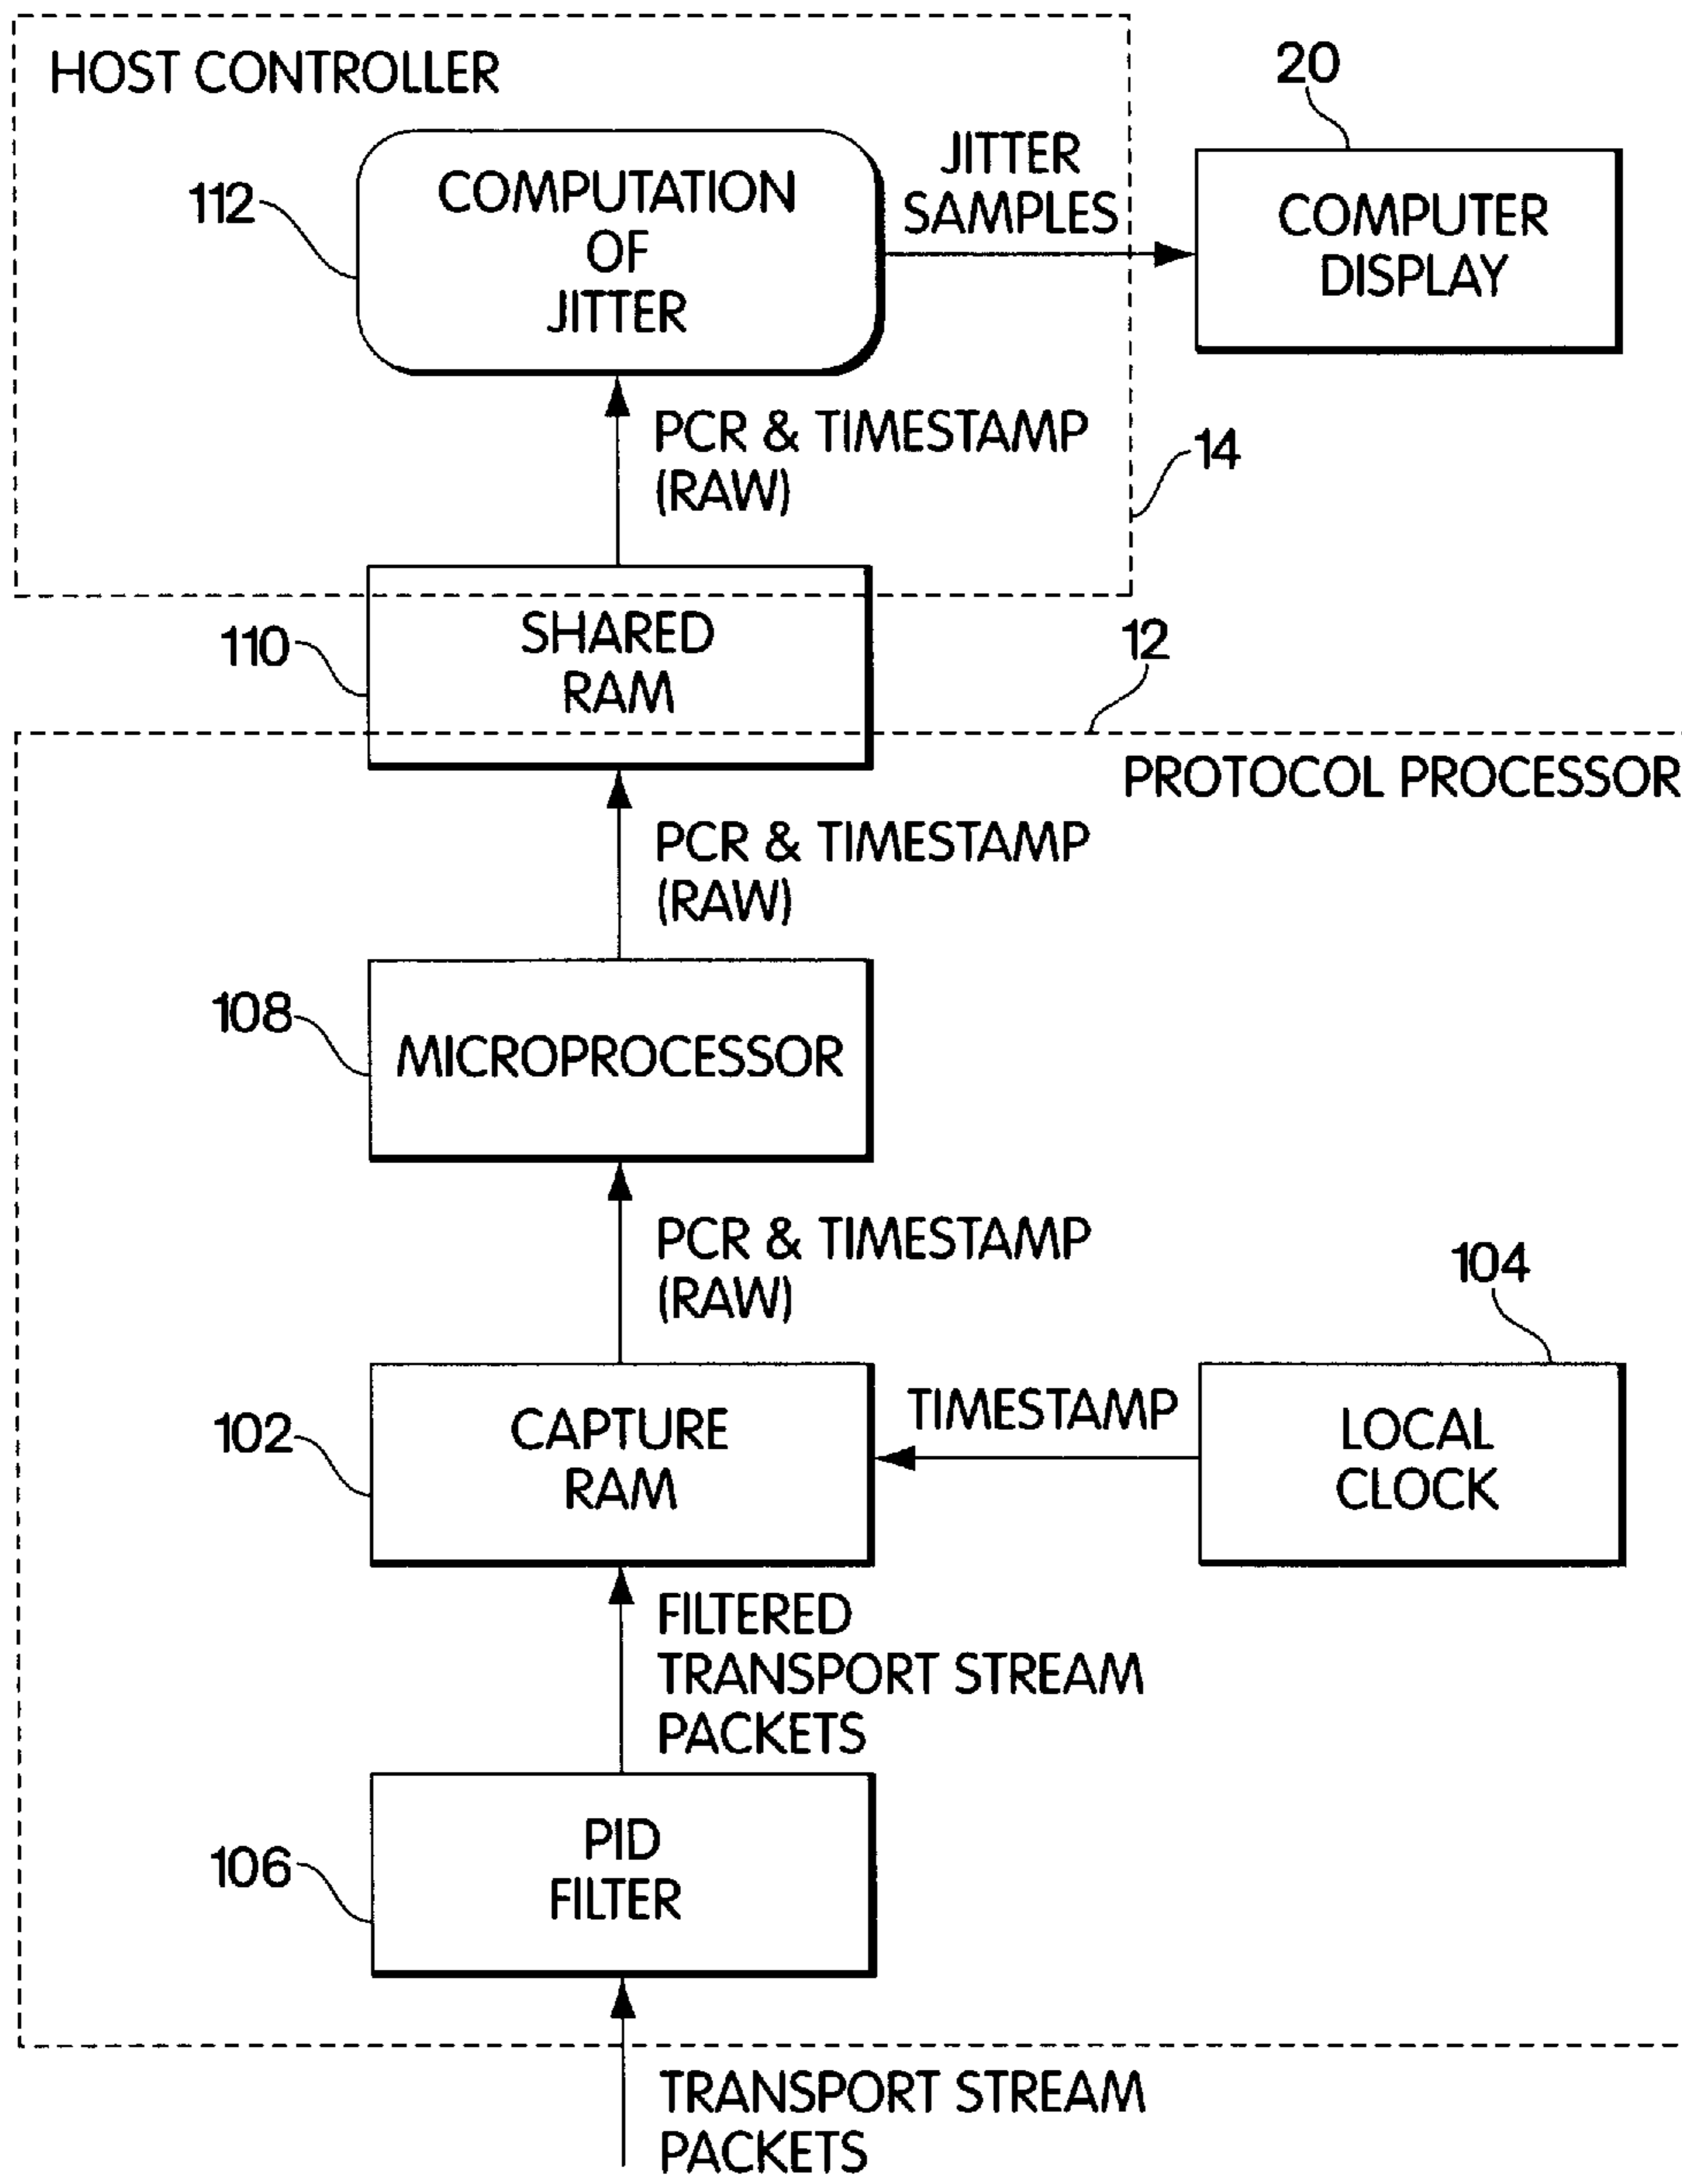 HOST CONTROLLER
20
112
COMPUTATION
OF
JITTER
JITTER
SAMPLES
COMPUTER
DISPLAY
PCR & TIMESTAMP
(RAW)
14
110
SHARED
RAM
12
PROTOCOL PROCESSOR
PCR & TIMESTAMP
(RAW)
108
MICROPROCESSOR
PCR & TIMESTAMP
(RAW)
104
102
CAPTURE
RAM
TIMESTAMP
LOCAL
CLOCK
FILTERED
TRANSPORT STREAM
PACKETS
106
PID
FILTER
TRANSPORT STREAM
PACKETS